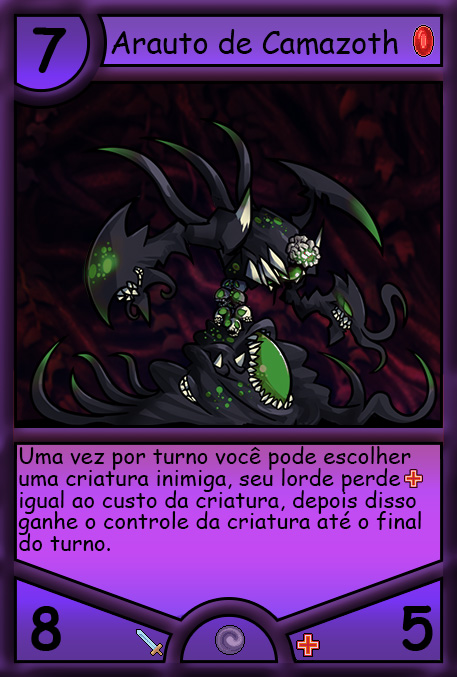 7
Arauto de Camazoth
Uma vez por turno você pode escolher
uma criatura inimiga, seu lorde perde
igual ao custo da criatura, depois disso
ganhe o controle da criatura até o final
do turno.
8
5